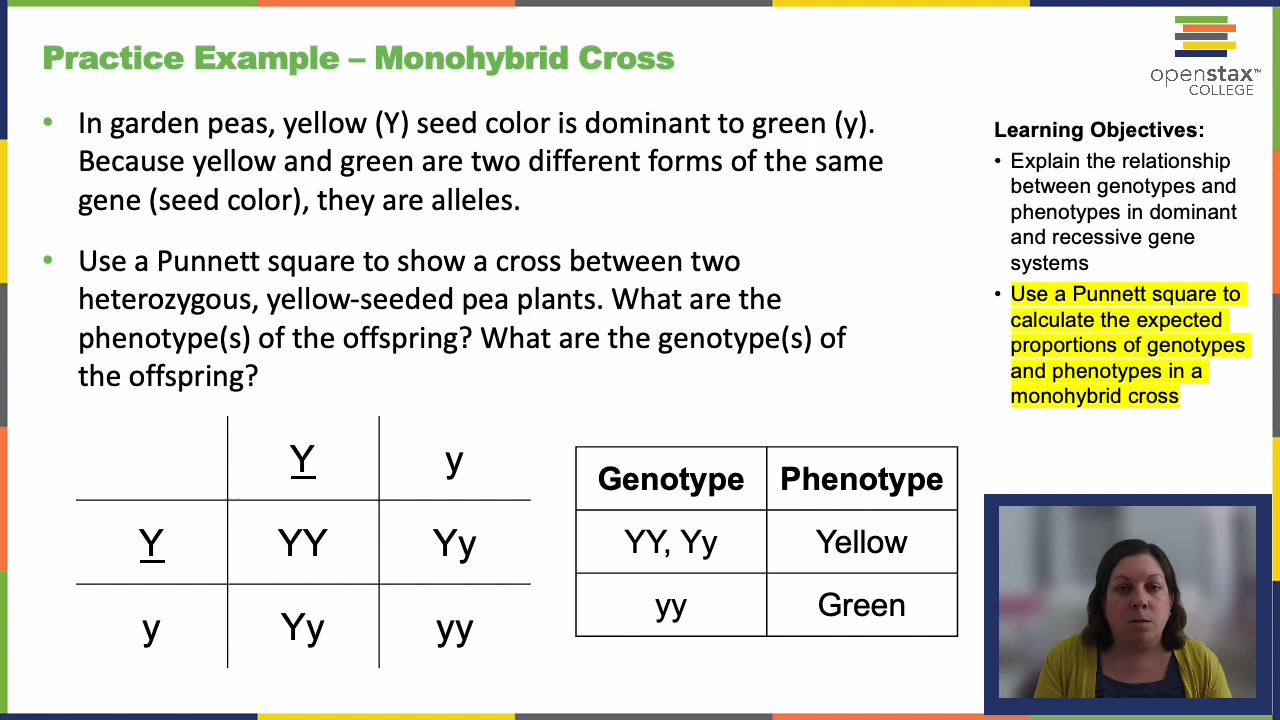 Practice Example – Monohybrid Cross
openstax™
COLLEGE
• In garden peas, yellow (Y) seed color is dominant to green (y).
Because yellow and green are two different forms of the same
gene (seed color), they are alleles.
• Use a Punnett square to show a cross between two
heterozygous, yellow-seeded pea plants. What are the
phenotype(s) of the offspring? What are the genotype(s) of
the offspring?
Learning Objectives:
• Explain the relationship
between genotypes and
phenotypes in dominant
and recessive gene
systems
• Use a Punnett square to
calculate the expected
proportions of genotypes
and phenotypes in a
monohybrid cross
Y y
Y YY Yy
y Yy yy
Genotype Phenotype
YY, Yy Yellow
yy Green